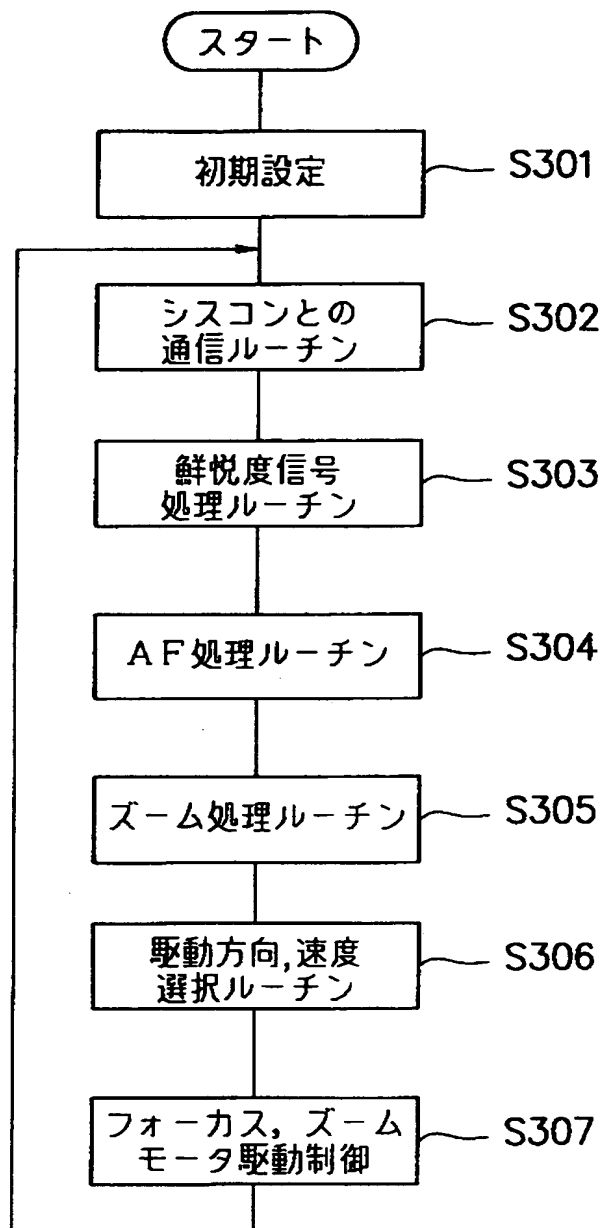 スタート
初期設定
S301
シスコンとの
通信ルーチン
S302
鮮悦度信号
処理ルーチン
S303
AF処理ルーチン
S304
ズーム処理ルーチン
S305
駆動方向,速度
選択ルーチン
S306
フォーカス,ズーム
モータ駆動制御
S307